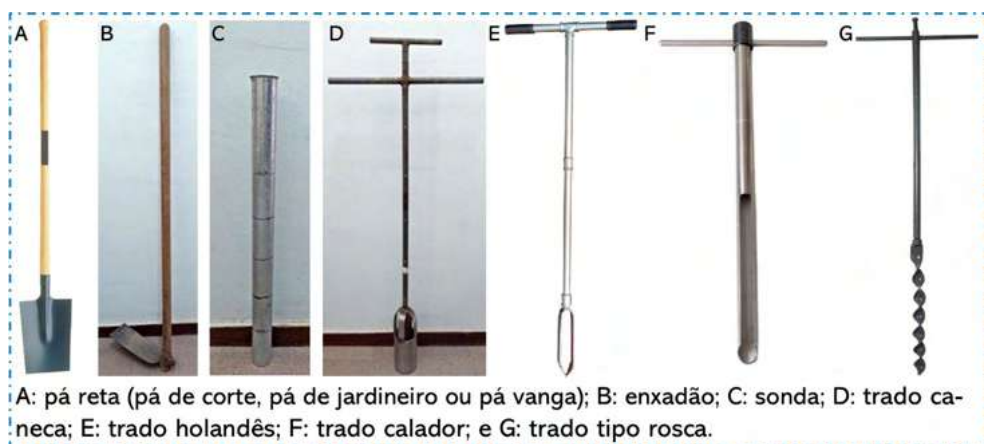 A B C D E F G
A: pá reta (pá de corte, pá de jardineiro ou pá vanga); B: enxadão; C: sonda; D: trado ca-
neca; E: trado holandês; F: trado calador; e G: trado tipo rosca.